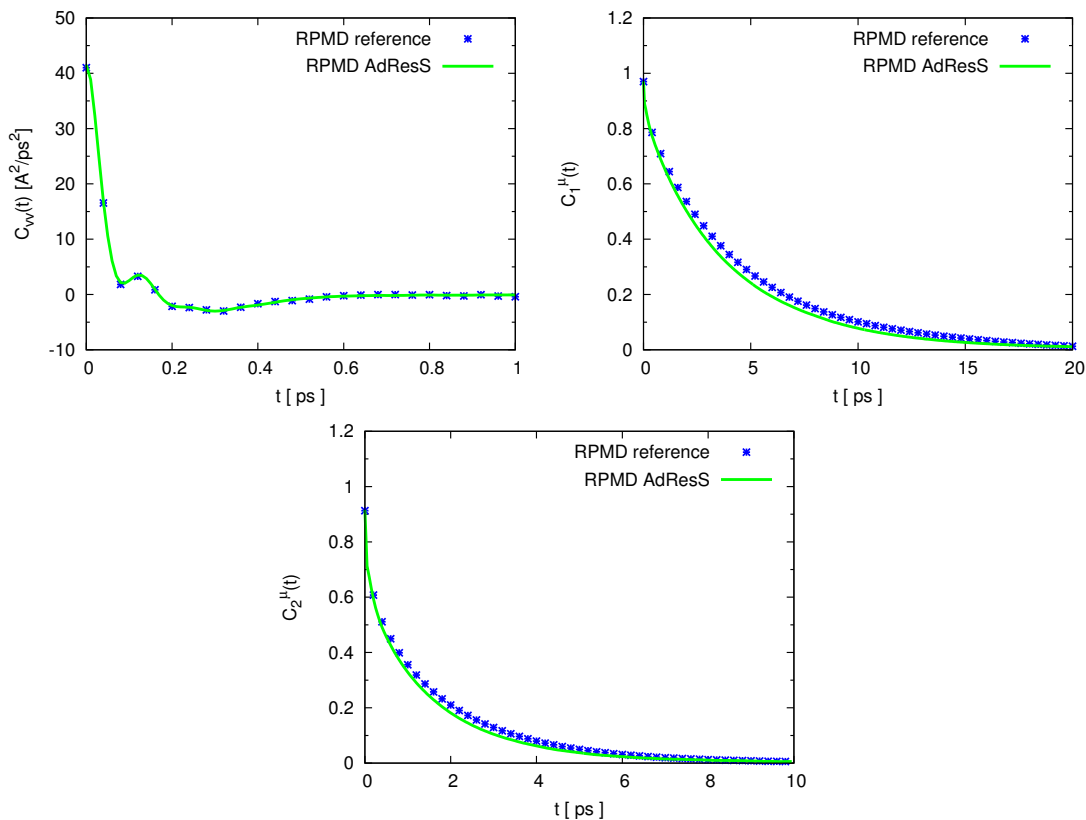 50
40
30
20
10
0
-10
C_vv(t) [A^2/ps^2]
RPMD reference
RPMD AdResS
0 0.2 0.4 0.6 0.8 1
t [ ps ]
1.2
1
0.8
0.6
0.4
0.2
0
C_1^μ(t)
RPMD reference
RPMD AdResS
0 5 10 15 20
t [ ps ]
1.2
1
0.8
0.6
0.4
0.2
0
C_2^μ(t)
RPMD reference
RPMD AdResS
0 2 4 6 8 10
t [ ps ]